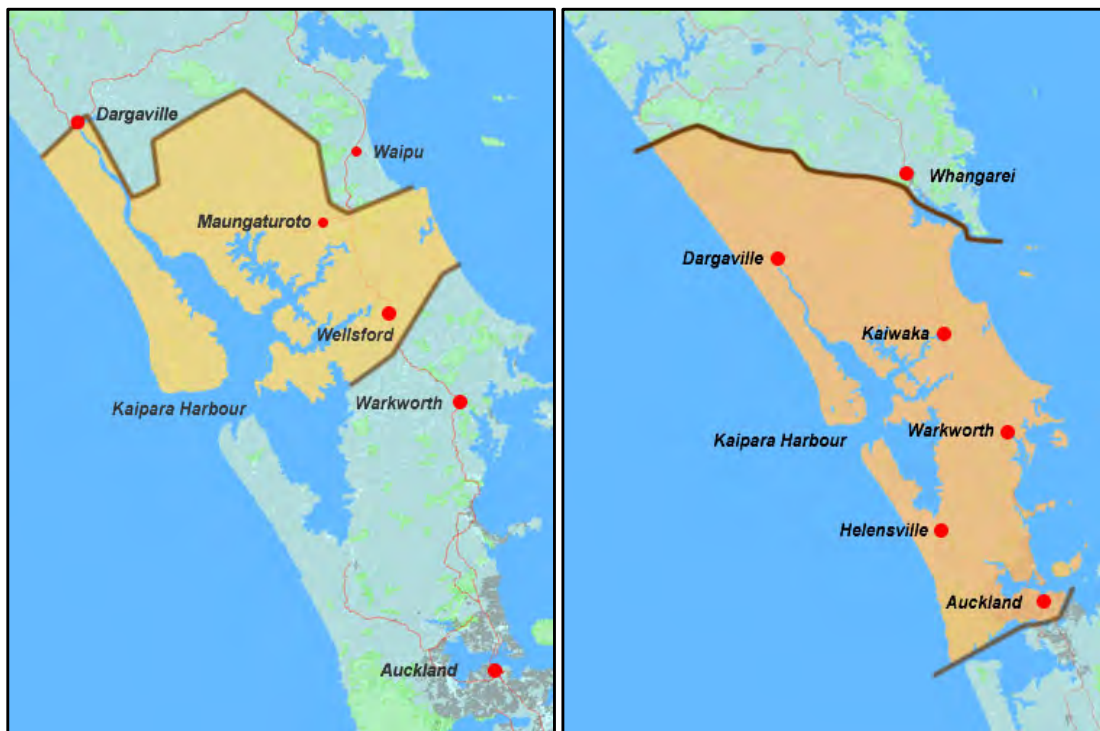 Dargaville
Waipu
Maungaturoto
Wellsford
Kaipara Harbour
Warkworth
Auckland
Whangarei
Dargaville
Kaiwaka
Warkworth
Kaipara Harbour
Helensville
Auckland